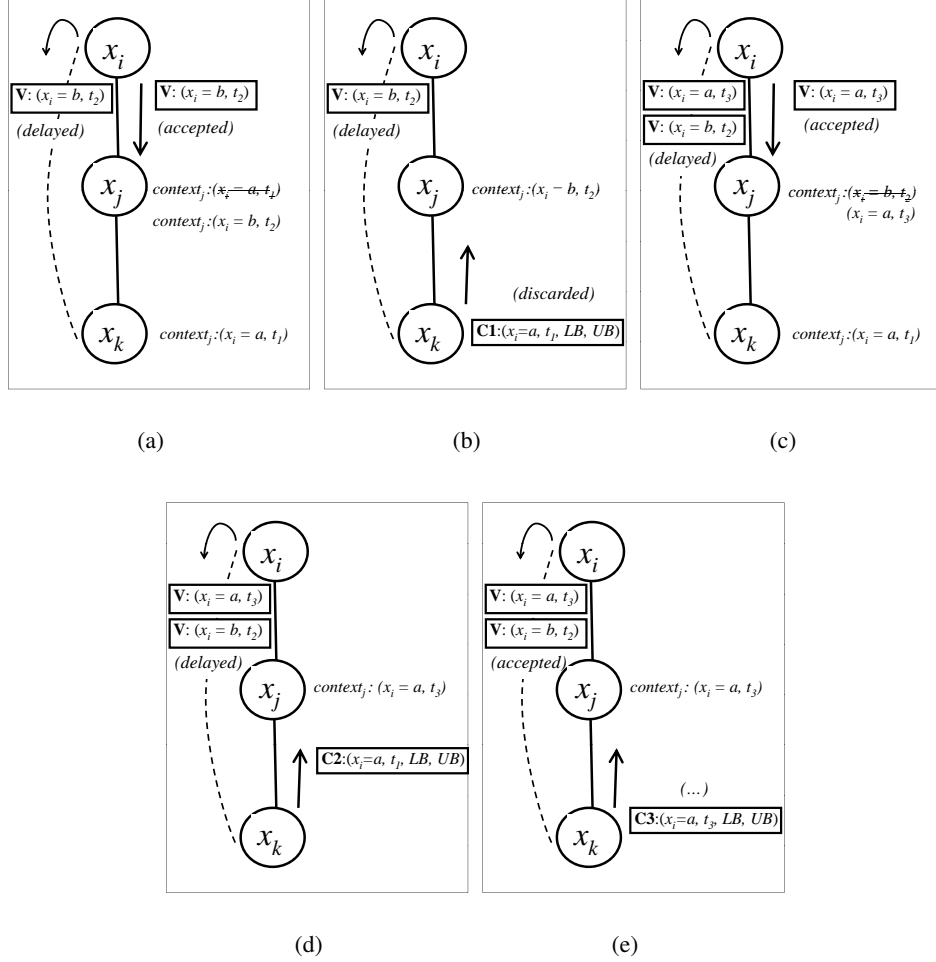 x_i
V: (x_i = b, t_2)
V: (x_i = b, t_2)
(delayed)
(accepted)
x_j
context_j:(x_i – a, t_1)
context_j:(x_i = b, t_2)
x_k
context_j:(x_i = a, t_1)
(a)
x_i
V: (x_i = b, t_2)
(delayed)
x_j
context_j:(x_i – b, t_2)
(discarded)
x_k
C1:(x_i=a, t_1, LB, UB)
(b)
x_i
V: (x_i = a, t_3)
V: (x_i = a, t_3)
V: (x_i = b, t_2)
(accepted)
(delayed)
x_j
context_j:(x_i = b, t_2)
(x_i = a, t_3)
x_k
context_j:(x_i = a, t_1)
(c)
x_i
V: (x_i = a, t_3)
V: (x_i = b, t_2)
(delayed)
x_j
context_j: (x_i = a, t_3)
C2:(x_i=a, t_1, LB, UB)
x_k
(d)
x_i
V: (x_i = a, t_3)
V: (x_i = b, t_2)
(accepted)
x_j
context_j: (x_i = a, t_3)
(...)
C3:(x_i=a, t_3, LB, UB)
x_k
(e)